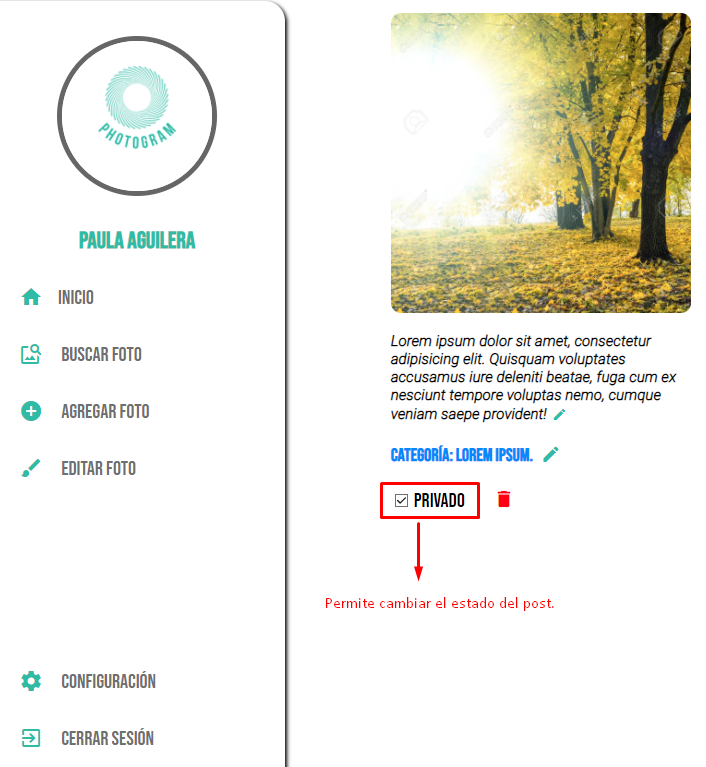 PHOTOGRAM
PAULA AGUILERA
INICIO
BUSCAR FOTO
AGREGAR FOTO
EDITAR FOTO
CONFIGURACIÓN
CERRAR SESIÓN
Lorem ipsum dolor sit amet, consectetur
adipisicing elit. Quisquam voluptates
accusamus iure deleniti beatae, fuga cum ex
nesciunt tempore voluptas nemo, cumque
veniam saepe provident!
CATEGORÍA: LOREM IPSUM.
PRIVADO
Permite cambiar el estado del post.